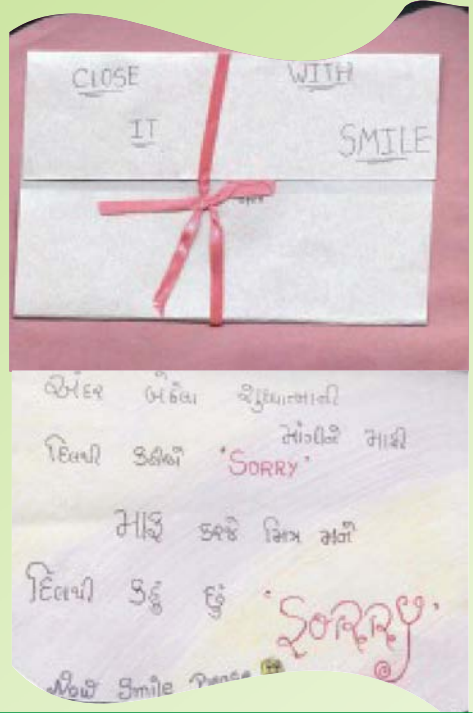 CLOSE WITH
IT SMILE
અંદર બેઠેલા શુદ્ધાત્માની
માંગીને માફી
દિલથી કહીએ 'SORRY'
માફ કરજે મિત્ર મને
દિલથી કહું છું 'SORRY'
Now Smile Please